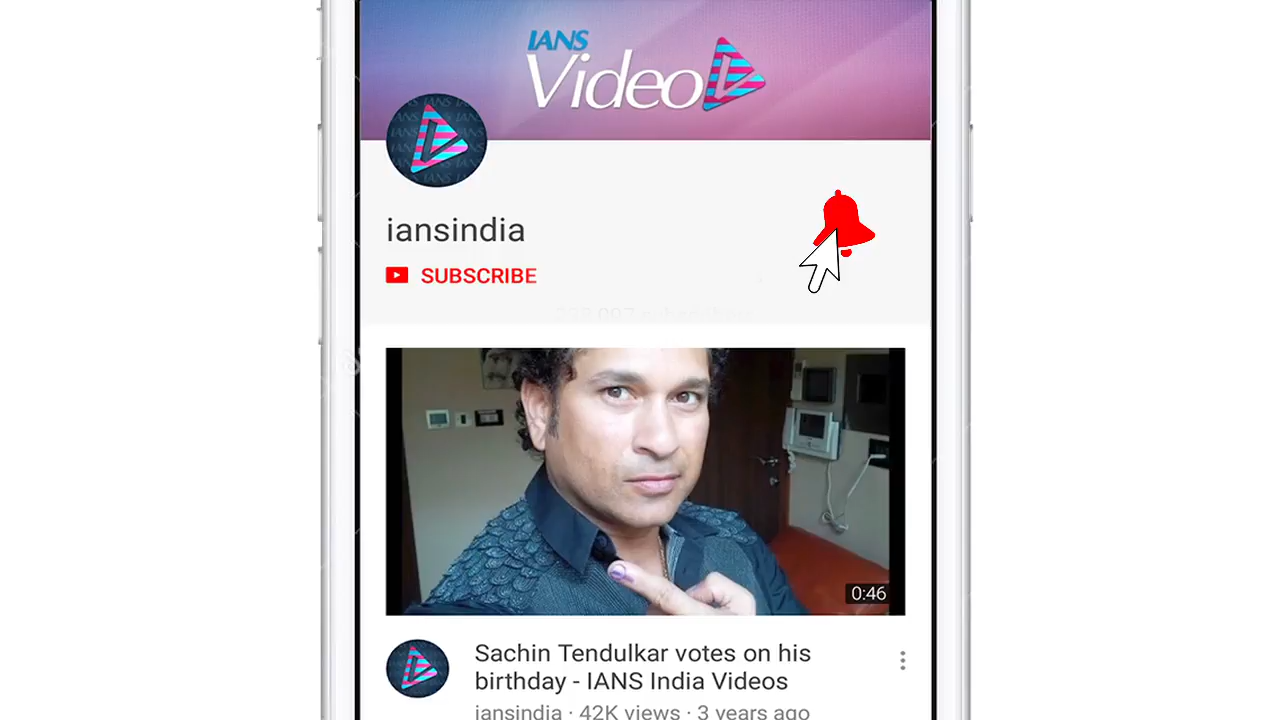 IANS
Video
iansindia
SUBSCRIBE
0:46
Sachin Tendulkar votes on his
birthday - IANS India Videos
iansindia · 42K views · 3 years ago